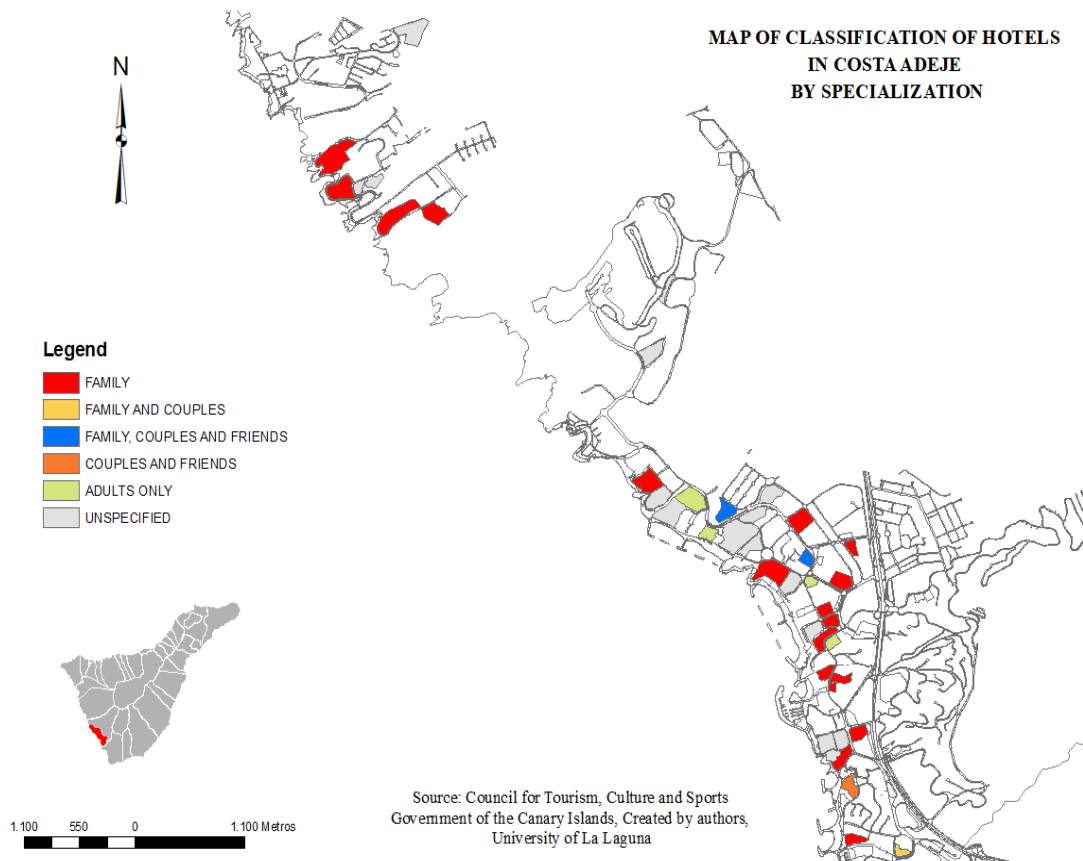 MAP OF CLASSIFICATION OF HOTELS
IN COSTA ADEJE
BY SPECIALIZATION
N
Legend
FAMILY
FAMILY AND COUPLES
FAMILY, COUPLES AND FRIENDS
COUPLES AND FRIENDS
ADULTS ONLY
UNSPECIFIED
1.100 550 0 1.100 Metros
Source: Council for Tourism, Culture and Sports
Government of the Canary Islands, Created by authors,
University of La Laguna